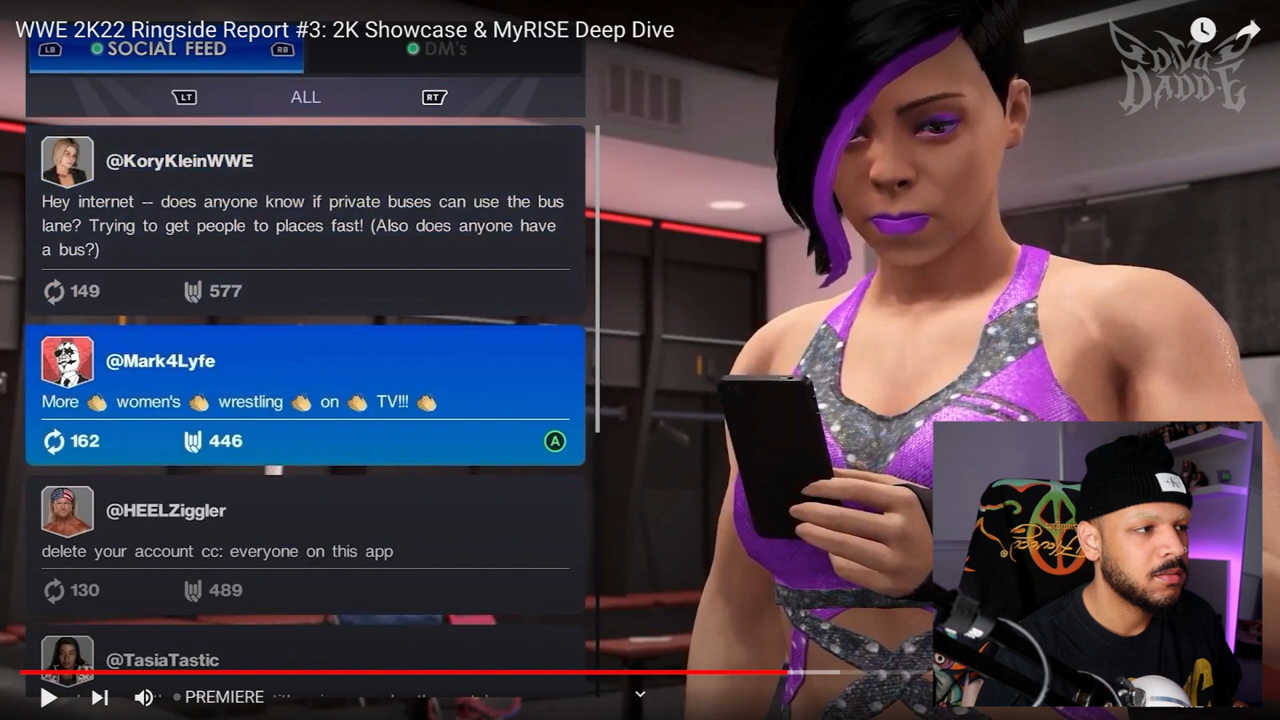 WWE 2K22 Ringside Report #3: 2K Showcase & MyRISE Deep Dive
LB SOCIAL FEED RB DM's
LT ALL RT
@KoryKleinWWE
Hey internet -- does anyone know if private buses can use the bus
lane? Trying to get people to places fast! (Also does anyone have
a bus?)
149 577
@Mark4Lyfe
More 👏 women's 👏 wrestling 👏 on 👏 TV!!! 👏
162 446 A
@HEELZiggler
delete your account cc: everyone on this app
130 489
@TasiaTastic
PREMIERE
DIVA
DADD-E